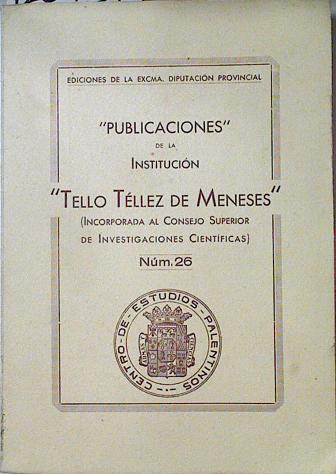 EDICIONES DE LA EXCMA. DIPUTACIÓN PROVINCIAL
"PUBLICACIONES"
DE LA
INSTITUCIÓN
"TELLO TÉLLEZ DE MENESES"
(INCORPORADA AL CONSEJO SUPERIOR
DE INVESTIGACIONES CIENTÍFICAS)
Núm. 26
CENTRO-DE-ESTUDIOS-PALENTINOS